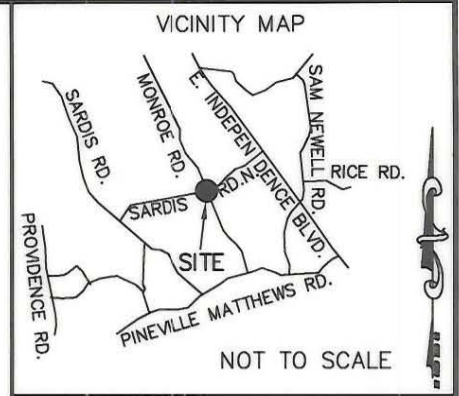 VICINITY MAP
SARDIS RD.
MONROE RD.
E. INDEPENDENCE BLVD.
SAM NEWELL RD.
RICE RD.
SARDIS RD.N.
PROVIDENCE RD.
SITE
PINEVILLE MATTHEWS RD.
NOT TO SCALE